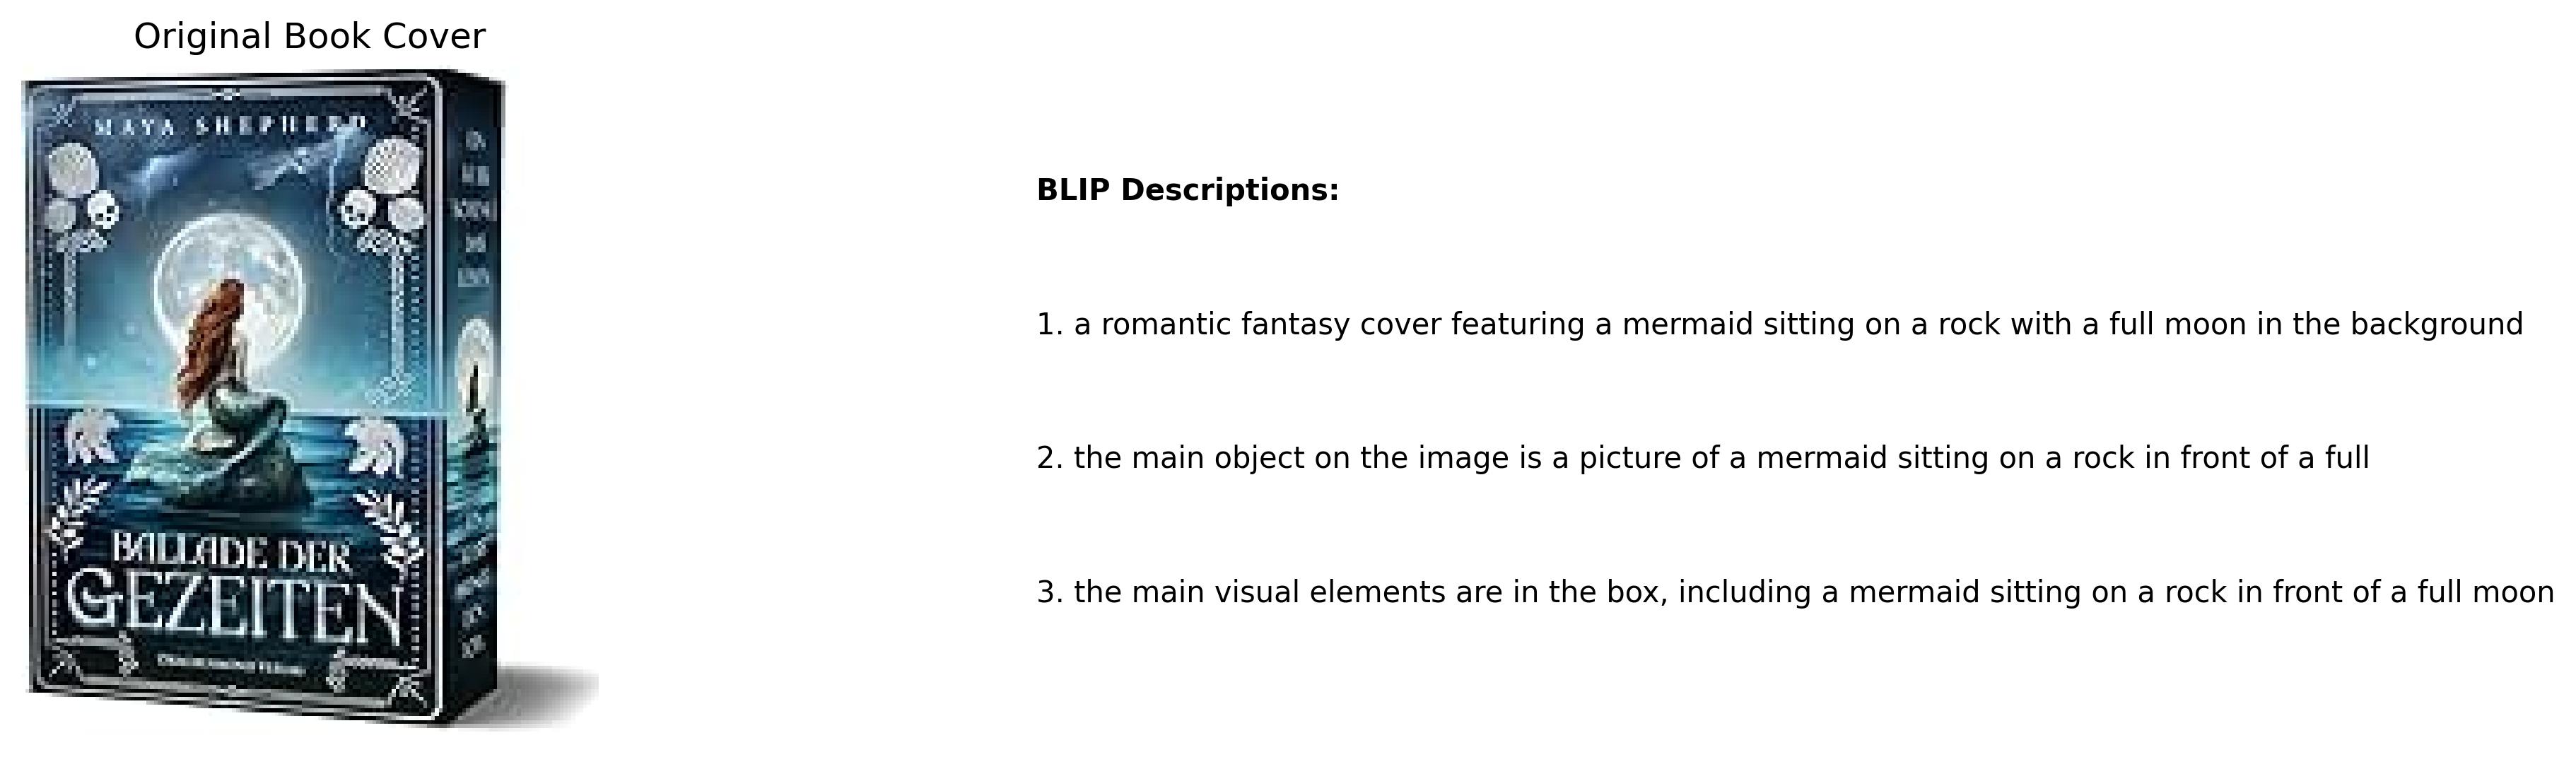 Original Book Cover
MAYA SHEPHERD
BALLADE DER
GEZEITEN
BLIP Descriptions:
1. a romantic fantasy cover featuring a mermaid sitting on a rock with a full moon in the background
2. the main object on the image is a picture of a mermaid sitting on a rock in front of a full
3. the main visual elements are in the box, including a mermaid sitting on a rock in front of a full moon